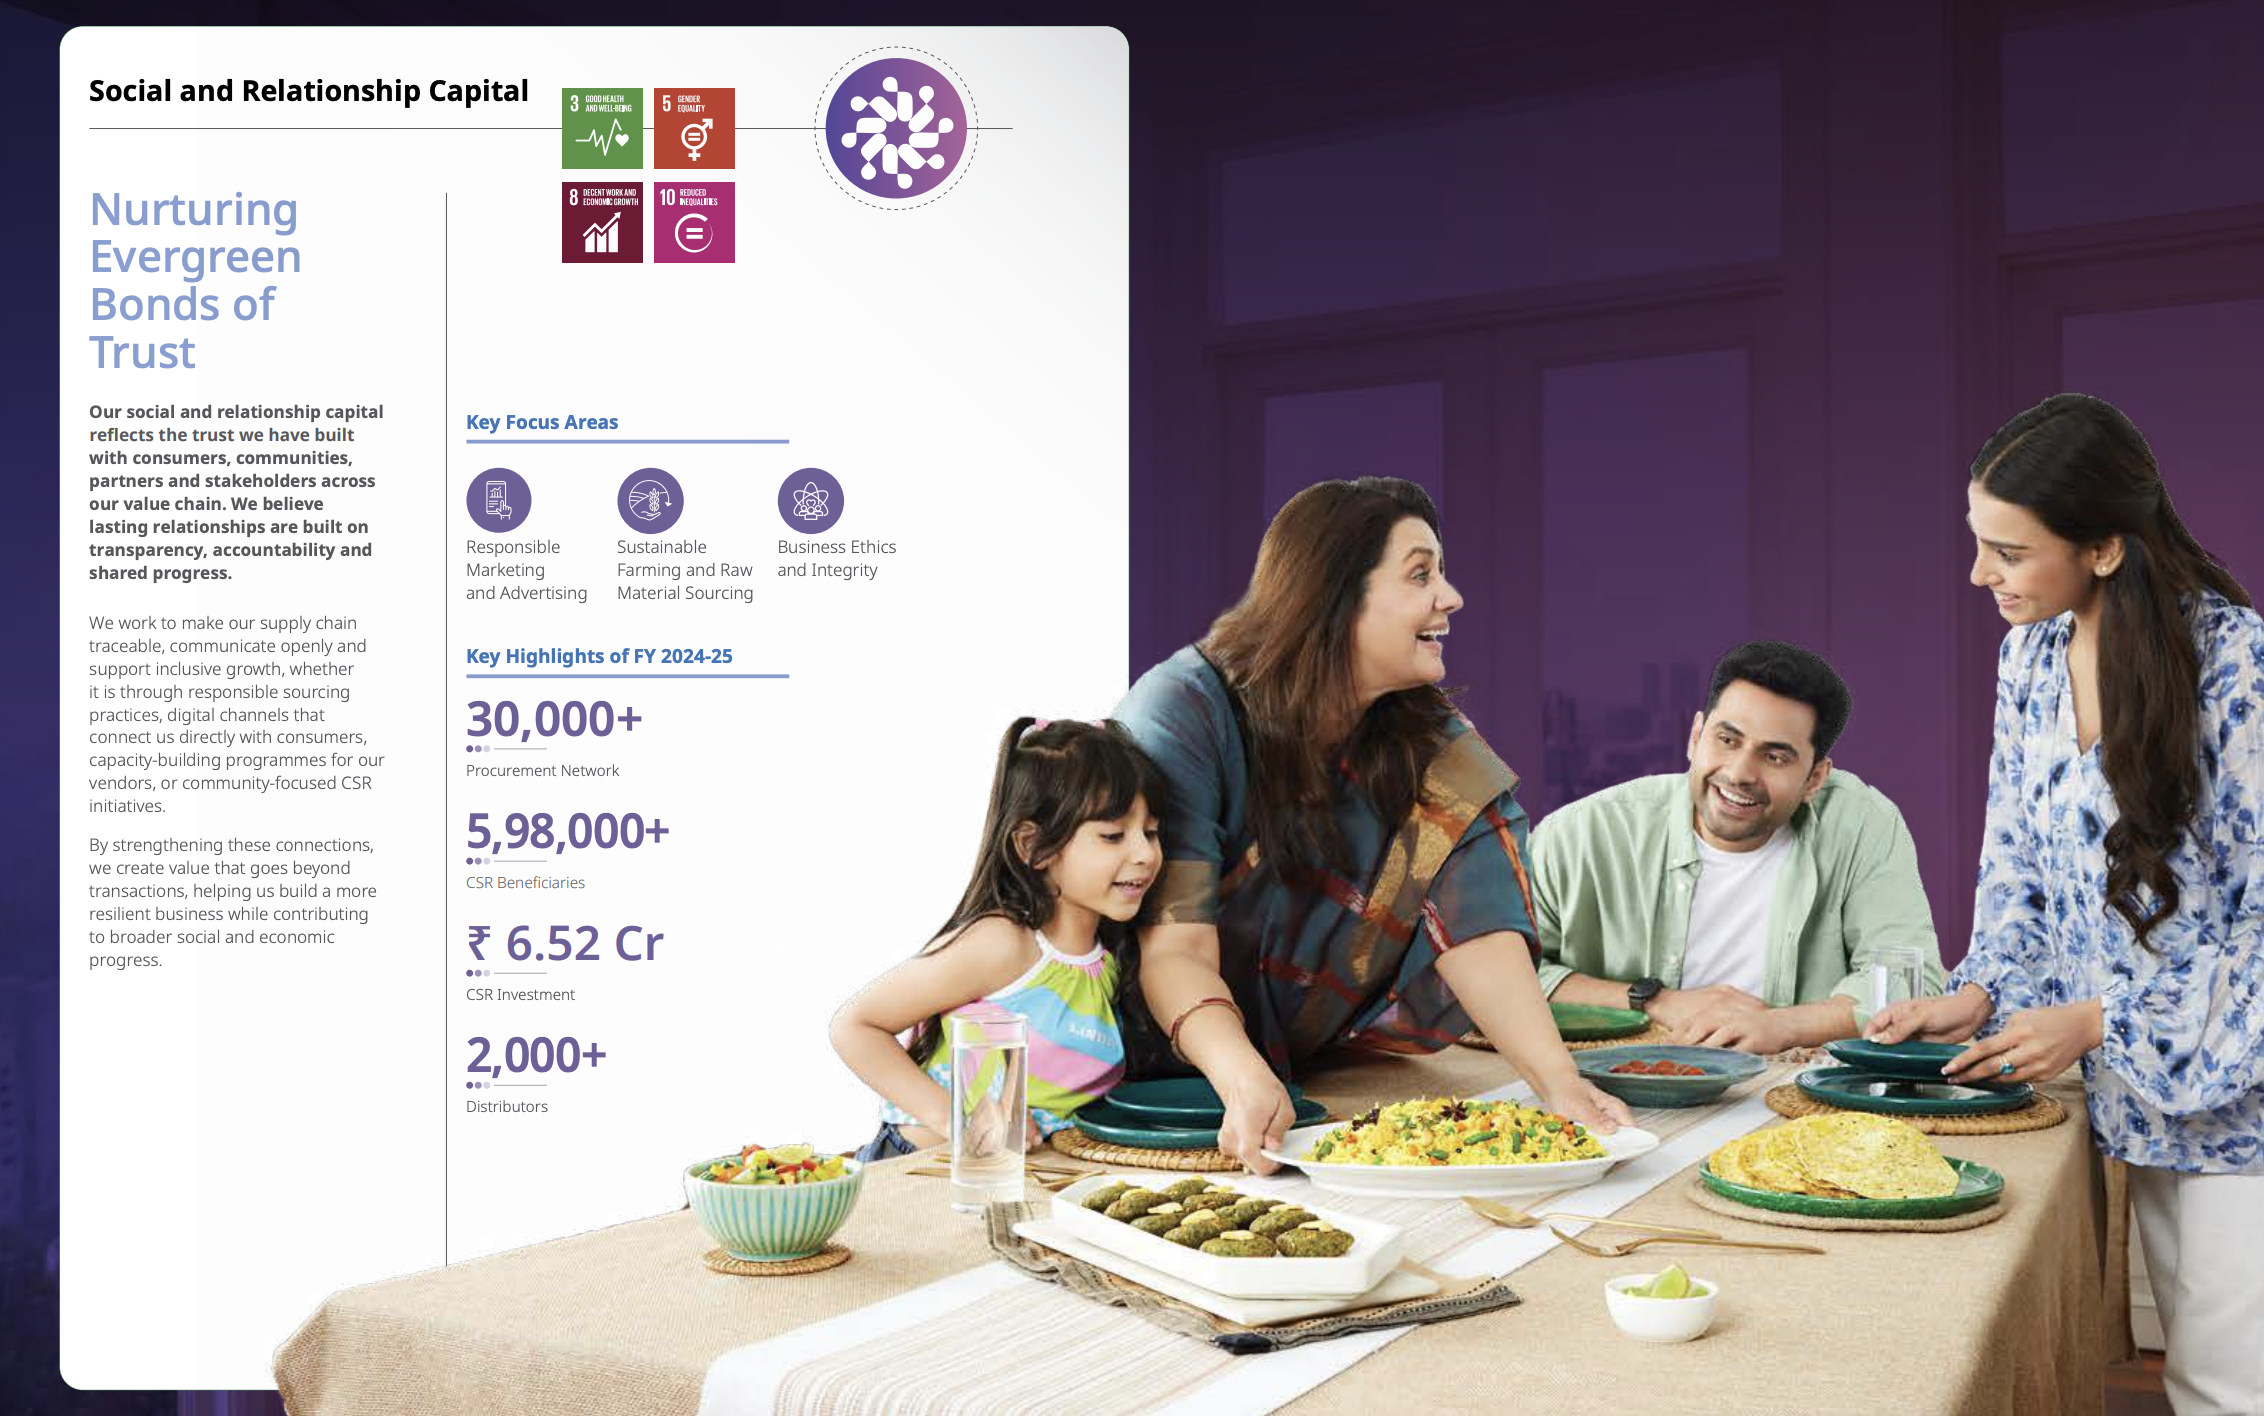 Social and Relationship Capital
3 GOOD HEALTH
AND WELL-BEING
5 GENDER
EQUALITY
8 DECENT WORK AND
ECONOMIC GROWTH
10 REDUCED
INEQUALITIES
Nurturing
Evergreen
Bonds of
Trust
Our social and relationship capital
reflects the trust we have built
with consumers, communities,
partners and stakeholders across
our value chain. We believe
lasting relationships are built on
transparency, accountability and
shared progress.
We work to make our supply chain
traceable, communicate openly and
support inclusive growth, whether
it is through responsible sourcing
practices, digital channels that
connect us directly with consumers,
capacity-building programmes for our
vendors, or community-focused CSR
initiatives.
By strengthening these connections,
we create value that goes beyond
transactions, helping us build a more
resilient business while contributing
to broader social and economic
progress.
Key Focus Areas
Responsible
Marketing
and Advertising
Sustainable
Farming and Raw
Material Sourcing
Business Ethics
and Integrity
Key Highlights of FY 2024-25
30,000+
Procurement Network
5,98,000+
CSR Beneficiaries
₹ 6.52 Cr
CSR Investment
2,000+
Distributors